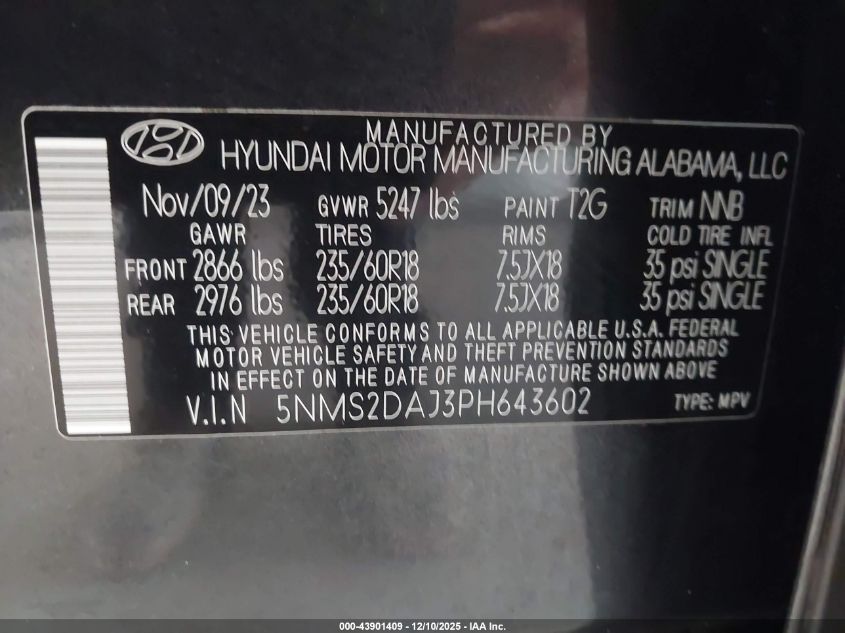 MANUFACTURED BY
HYUNDAI MOTOR MANUFACTURING ALABAMA, LLC
Nov/09/23 GVWR 5247 lbs PAINT T2G TRIM NNB
GAWR TIRES RIMS COLD TIRE INFL
FRONT 2866 lbs 235/60R18 7.5JX18 35 psi SINGLE
REAR 2976 lbs 235/60R18 7.5JX18 35 psi SINGLE
THIS VEHICLE CONFORMS TO ALL APPLICABLE U.S.A. FEDERAL
MOTOR VEHICLE SAFETY AND THEFT PREVENTION STANDARDS
IN EFFECT ON THE DATE OF MANUFACTURE SHOWN ABOVE
V.I.N 5NMS2DAJ3PH643602 TYPE: MPV
000-43901409 - 12/10/2025 - IAA Inc.